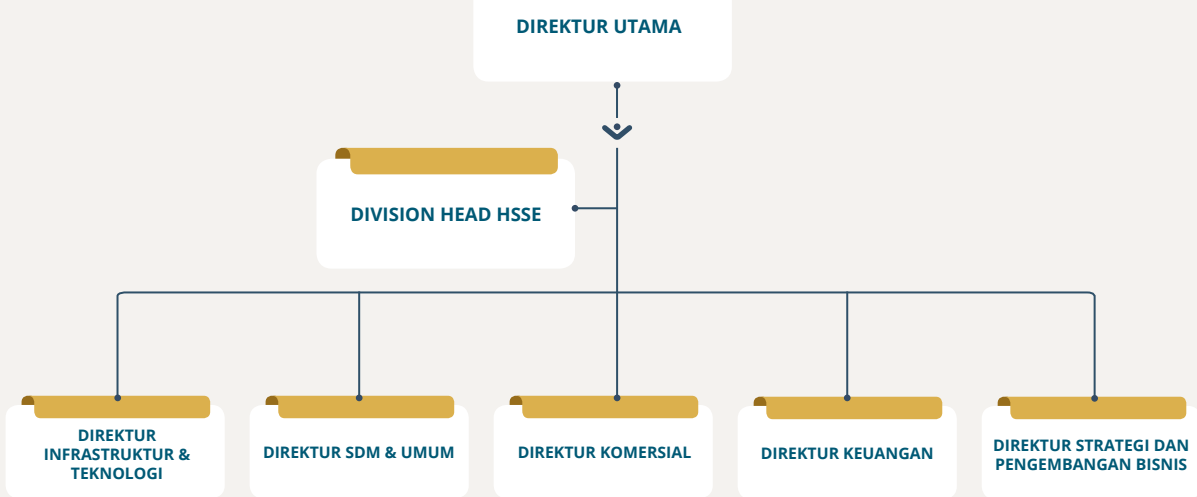 DIREKTUR UTAMA
DIVISION HEAD HSSE
DIREKTUR
INFRASTRUKTUR &
TEKNOLOGI
DIREKTUR SDM & UMUM
DIREKTUR KOMERSIAL
DIREKTUR KEUANGAN
DIREKTUR STRATEGI DAN
PENGEMBANGAN BISNIS